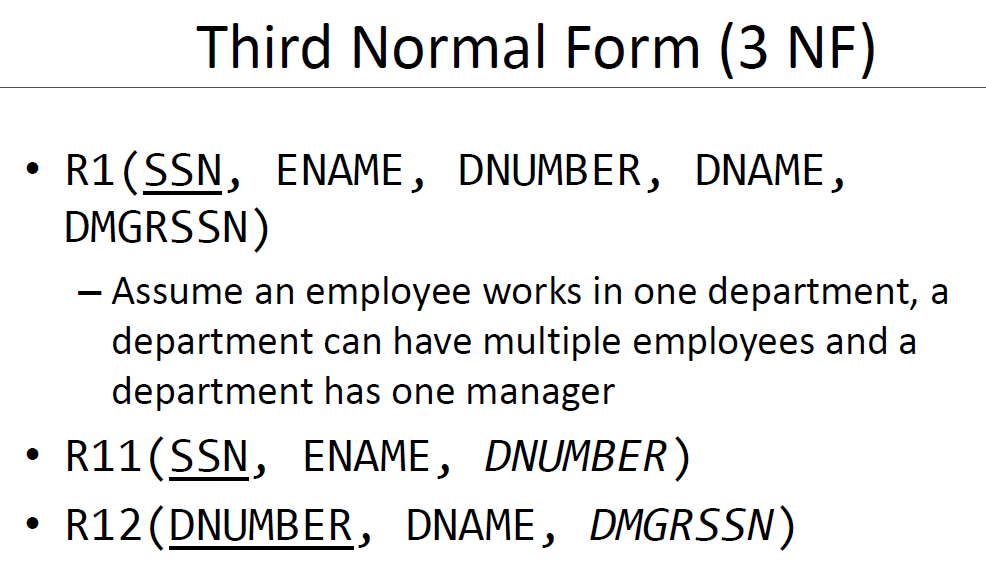 Third Normal Form (3 NF)
• R1(SSN, ENAME, DNUMBER, DNAME,
DMGRSSN)
– Assume an employee works in one department, a
department can have multiple employees and a
department has one manager
• R11(SSN, ENAME, DNUMBER)
• R12(DNUMBER, DNAME, DMGRSSN)